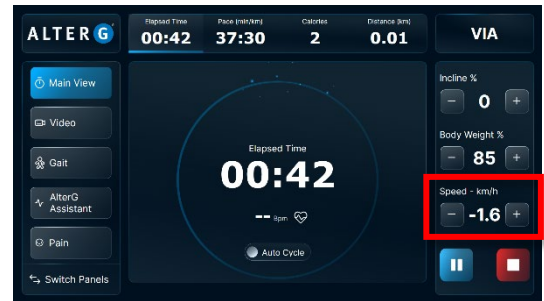 ALTER G
Elapsed Time
00:42
Pace (min/km)
37:30
Calories
2
Distance (km)
0.01
VIA
Main View
Video
Gait
AlterG
Assistant
Pain
Switch Panels
Elapsed Time
00:42
-- Bpm
Auto Cycle
Incline %
- 0 +
Body Weight %
- 85 +
Speed - km/h
- -1.6 +